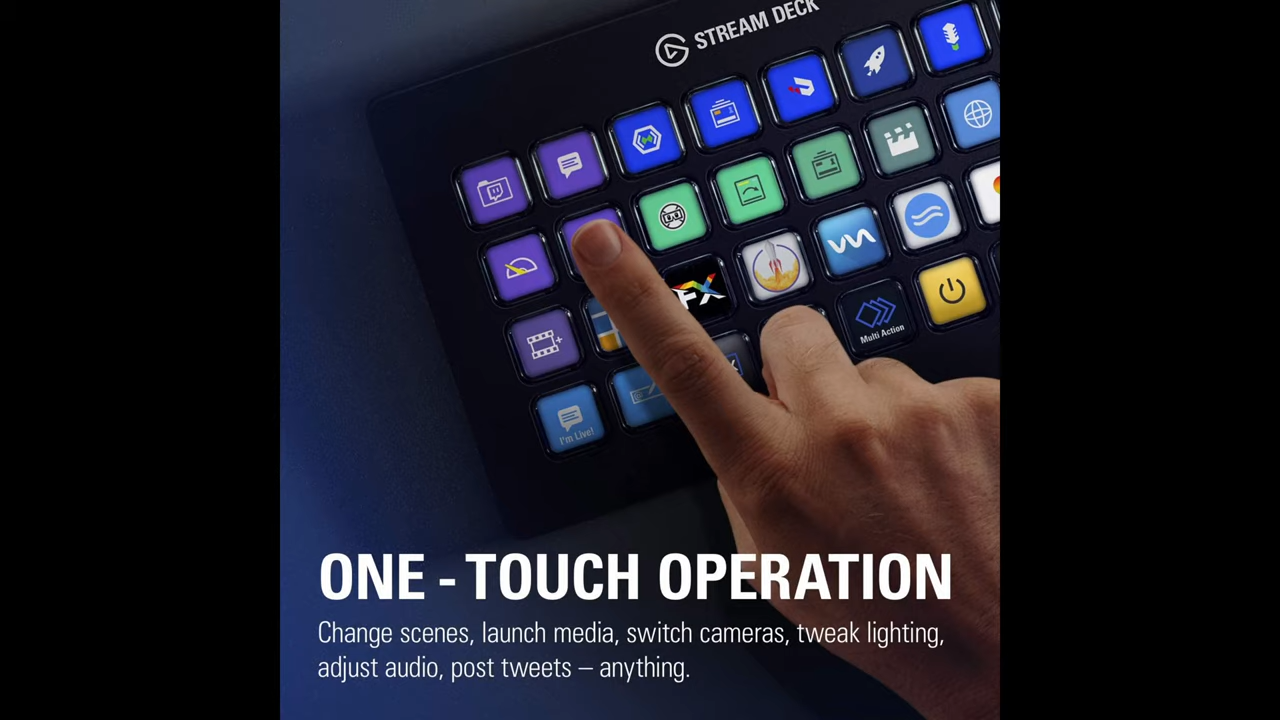 STREAM DECK
FX
Multi Action
I'm Live!
ONE - TOUCH OPERATION
Change scenes, launch media, switch cameras, tweak lighting,
adjust audio, post tweets – anything.